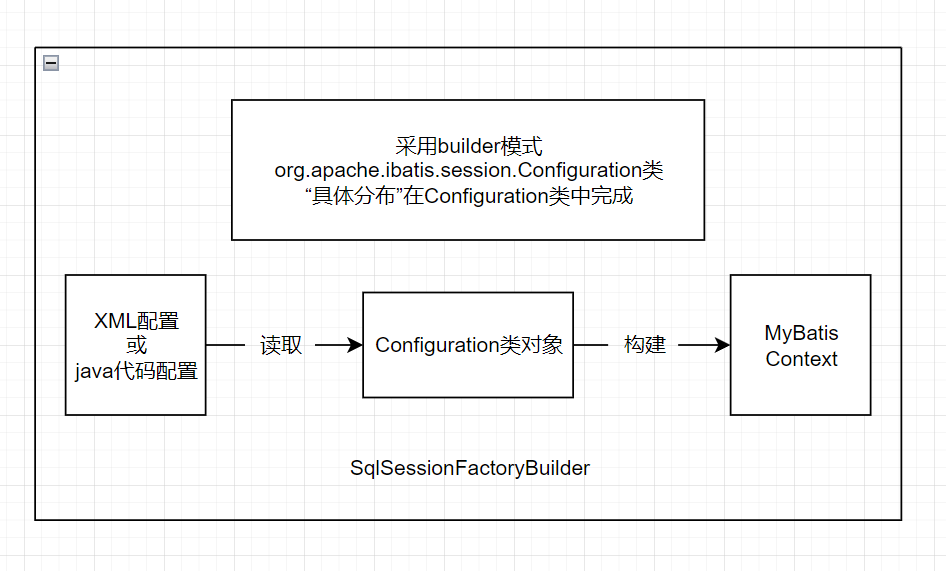 采用builder模式
org.apache.ibatis.session.Configuration类
“具体分布”在Configuration类中完成
XML配置
或
java代码配置
读取
Configuration类对象
构建
MyBatis
Context
SqlSessionFactoryBuilder